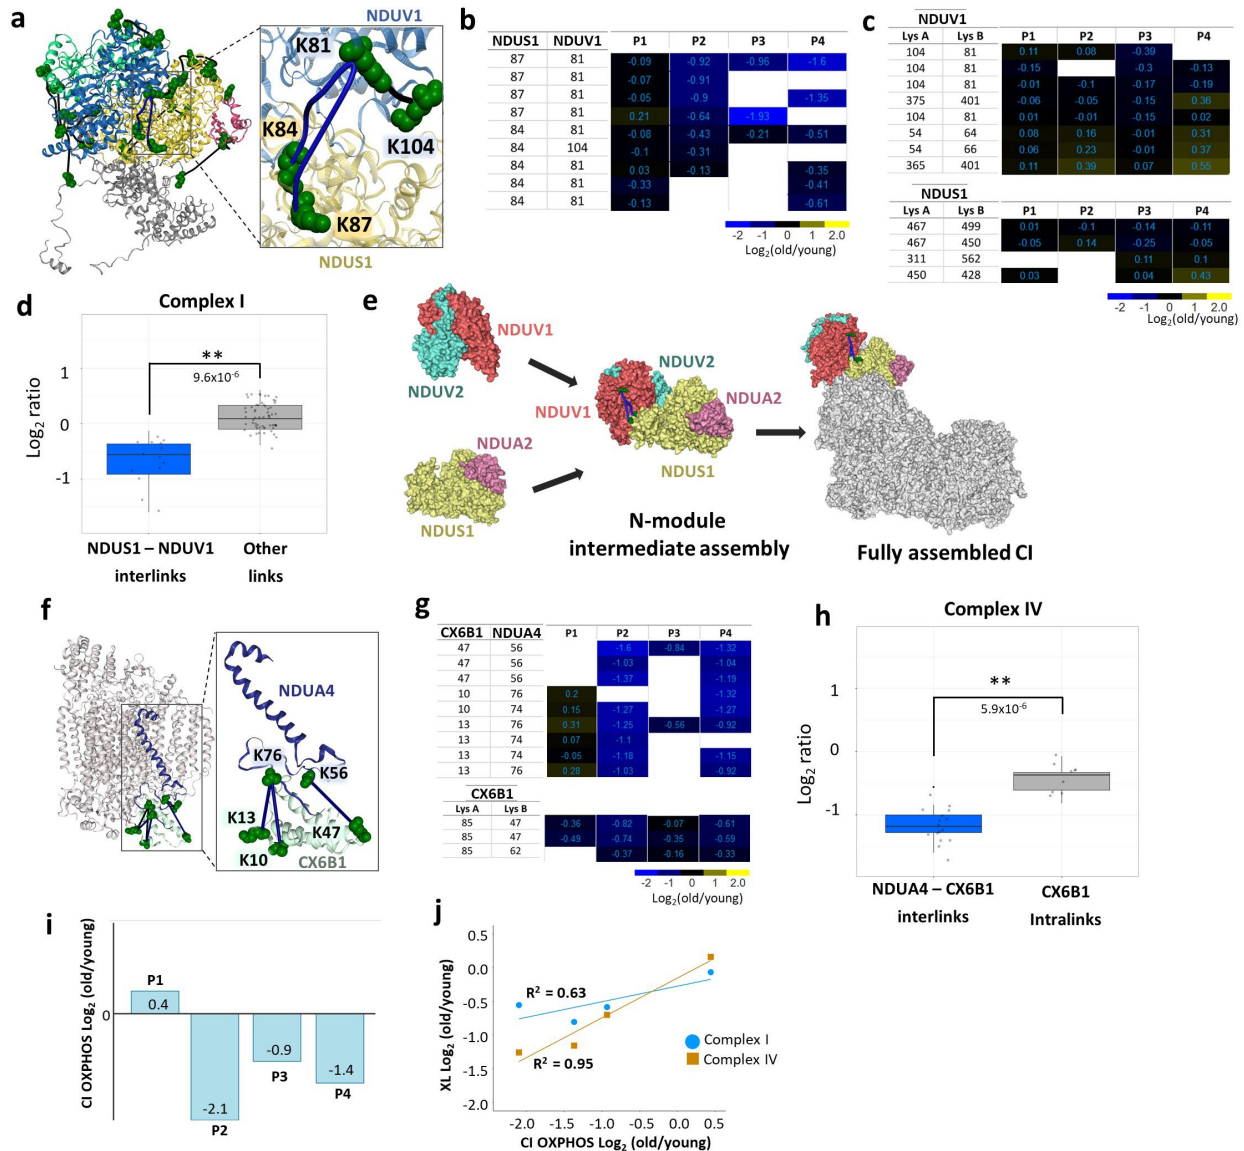 a
NDUV1
K81
K84
K104
K87
NDUS1
b
NDUS1 NDUV1 P1 P2 P3 P4
87 81 -0.09 -0.92 -0.96 -1.6
87 81 -0.07 -0.91
87 81 -0.05 -0.9 -1.35
87 81 0.21 -0.64 -1.93
84 81 -0.08 -0.43 -0.21 -0.51
84 104 -0.1 -0.31
84 81 0.03 -0.13 -0.35
84 81 -0.33 -0.41
84 81 -0.13 -0.61
-2 -1 0 1 2.0
Log2(old/young)
c
NDUV1
Lys A Lys B P1 P2 P3 P4
104 81 0.11 0.08 -0.39
104 81 -0.15 -0.3 -0.13
104 81 -0.01 -0.1 -0.17 -0.19
375 401 -0.06 -0.05 -0.15 0.36
104 81 0.01 -0.01 -0.15 0.02
54 64 0.08 0.16 -0.01 0.31
54 66 0.06 0.23 -0.01 0.37
365 401 0.11 0.39 0.07 0.55
NDUS1
Lys A Lys B P1 P2 P3 P4
467 499 0.01 -0.1 -0.14 -0.11
467 450 -0.05 0.14 -0.25 -0.05
311 562 0.11 0.1
450 428 0.03 0.04 0.43
-2 -1 0 1 2.0
Log2(old/young)
d
Complex I
**
9.6x10-6
Log2 ratio
1
0
-1
NDUS1 – NDUV1
interlinks
Other
links
e
NDUV1
NDUV2
NDUA2
NDUS1
NDUV2
NDUV1
NDUA2
NDUS1
N-module
intermediate assembly
Fully assembled CI
f
NDUA4
K76
K56
K13
K47
K10
CX6B1
g
CX6B1 NDUA4 P1 P2 P3 P4
47 56 -1.6 -0.84 -1.32
47 56 -1.03 -1.04
47 56 -1.37 -1.19
10 76 0.2 -1.32
10 74 0.15 -1.27 -1.27
13 76 0.31 -1.25 -0.56 -0.92
13 74 0.07 -1.1
13 74 -0.05 -1.18 -1.15
13 76 0.28 -1.03 -0.92
CX6B1
Lys A Lys B
85 47 -0.36 -0.82 -0.07 -0.61
85 47 -0.49 -0.74 -0.35 -0.59
85 62 -0.37 -0.16 -0.33
-2 -1 0 1 2.0
Log2(old/young)
h
Complex IV
**
5.9x10-6
Log2 ratio
1
0
-1
NDUA4 – CX6B1
interlinks
CX6B1
Intralinks
i
CI OXPHOS Log2 (old/young)
0
P1
0.4
-2.1
P2
-0.9
P3
-1.4
P4
j
XL Log2 (old/young)
0.5
0.0
-0.5
-1.0
-1.5
-2.0
R2 = 0.63
R2 = 0.95
Complex I
Complex IV
-2.0 -1.5 -1.0 -0.5 0.0 0.5
CI OXPHOS Log2 (old/young)